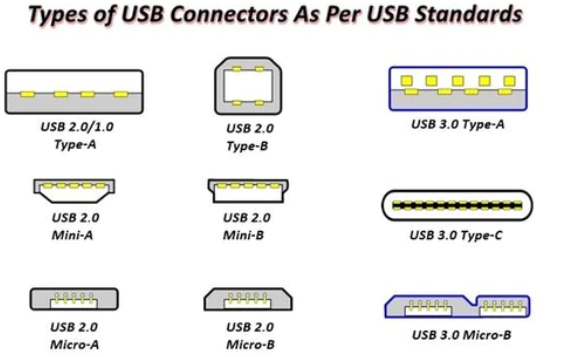 Types of USB Connectors As Per USB Standards
USB 2.0/1.0
Type-A
USB 2.0
Type-B
USB 3.0 Type-A
USB 2.0
Mini-A
USB 2.0
Mini-B
USB 3.0 Type-C
USB 2.0
Micro-A
USB 2.0
Micro-B
USB 3.0 Micro-B